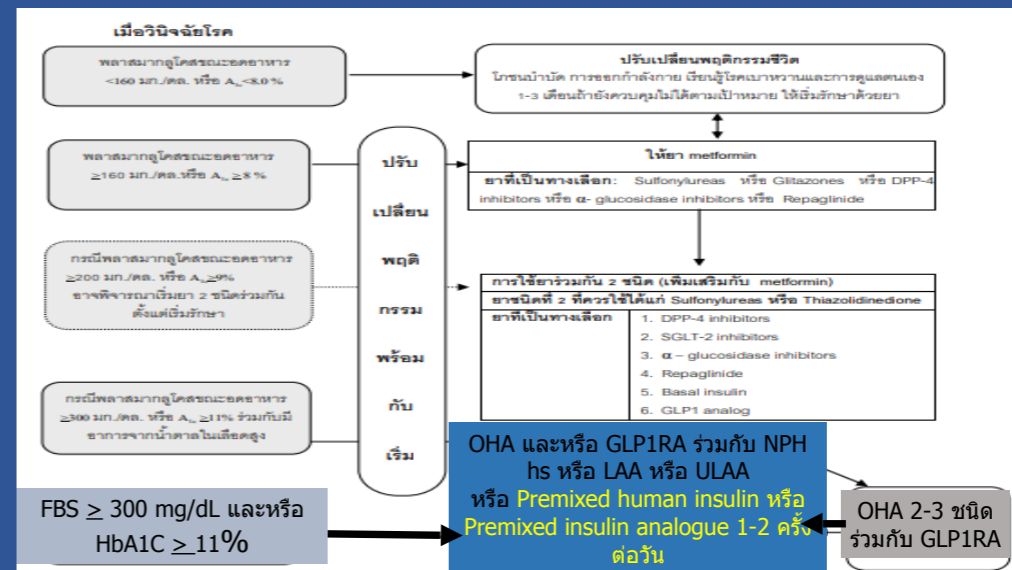 เมื่อวินิจฉัยโรค
พลาสมากลูโคสขณะอดอาหาร
<160 มก./ดล. หรือ A1c <8.0 %
ปรับเปลี่ยนพฤติกรรมชีวิต
โภชนบำบัด การออกกำลังกาย เรียนรู้โรคเบาหวานและการดูแลตนเอง
1-3 เดือนถ้ายังควบคุมไม่ได้ตามเป้าหมาย ให้เริ่มรักษาด้วยยา
พลาสมากลูโคสขณะอดอาหาร
≥160 มก./ดล.หรือ A1c ≥8 %
ให้ยา metformin
ยาที่เป็นทางเลือก: Sulfonylureas หรือ Glitazones หรือ DPP-4
inhibitors หรือ α- glucosidase inhibitors หรือ Repaglinide
ปรับ
เปลี่ยน
พฤติ
กรรม
พร้อม
กับ
เริ่ม
กรณีพลาสมากลูโคสขณะอดอาหาร
≥200 มก./ดล. หรือ A1c ≥9%
อาจพิจารณาเริ่มยา 2 ชนิดร่วมกัน
ตั้งแต่เริ่มรักษา
การใช้ยาร่วมกัน 2 ชนิด (เพิ่มเสริมกับ metformin)
ยาชนิดที่ 2 ที่ควรใช้ได้แก่ Sulfonylureas หรือ Thiazolidinedione
ยาที่เป็นทางเลือก
1. DPP-4 inhibitors
2. SGLT-2 inhibitors
3. α – glucosidase inhibitors
4. Repaglinide
5. Basal insulin
6. GLP1 analog
กรณีพลาสมากลูโคสขณะอดอาหาร
≥300 มก./ดล. หรือ A1c ≥11% ร่วมกับมี
อาการจากน้ำตาลในเลือดสูง
FBS ≥ 300 mg/dL และหรือ
HbA1C ≥ 11%
OHA และหรือ GLP1RA ร่วมกับ NPH
hs หรือ LAA หรือ ULAA
หรือ Premixed human insulin หรือ
Premixed insulin analogue 1-2 ครั้ง
ต่อวัน
OHA 2-3 ชนิด
ร่วมกับ GLP1RA